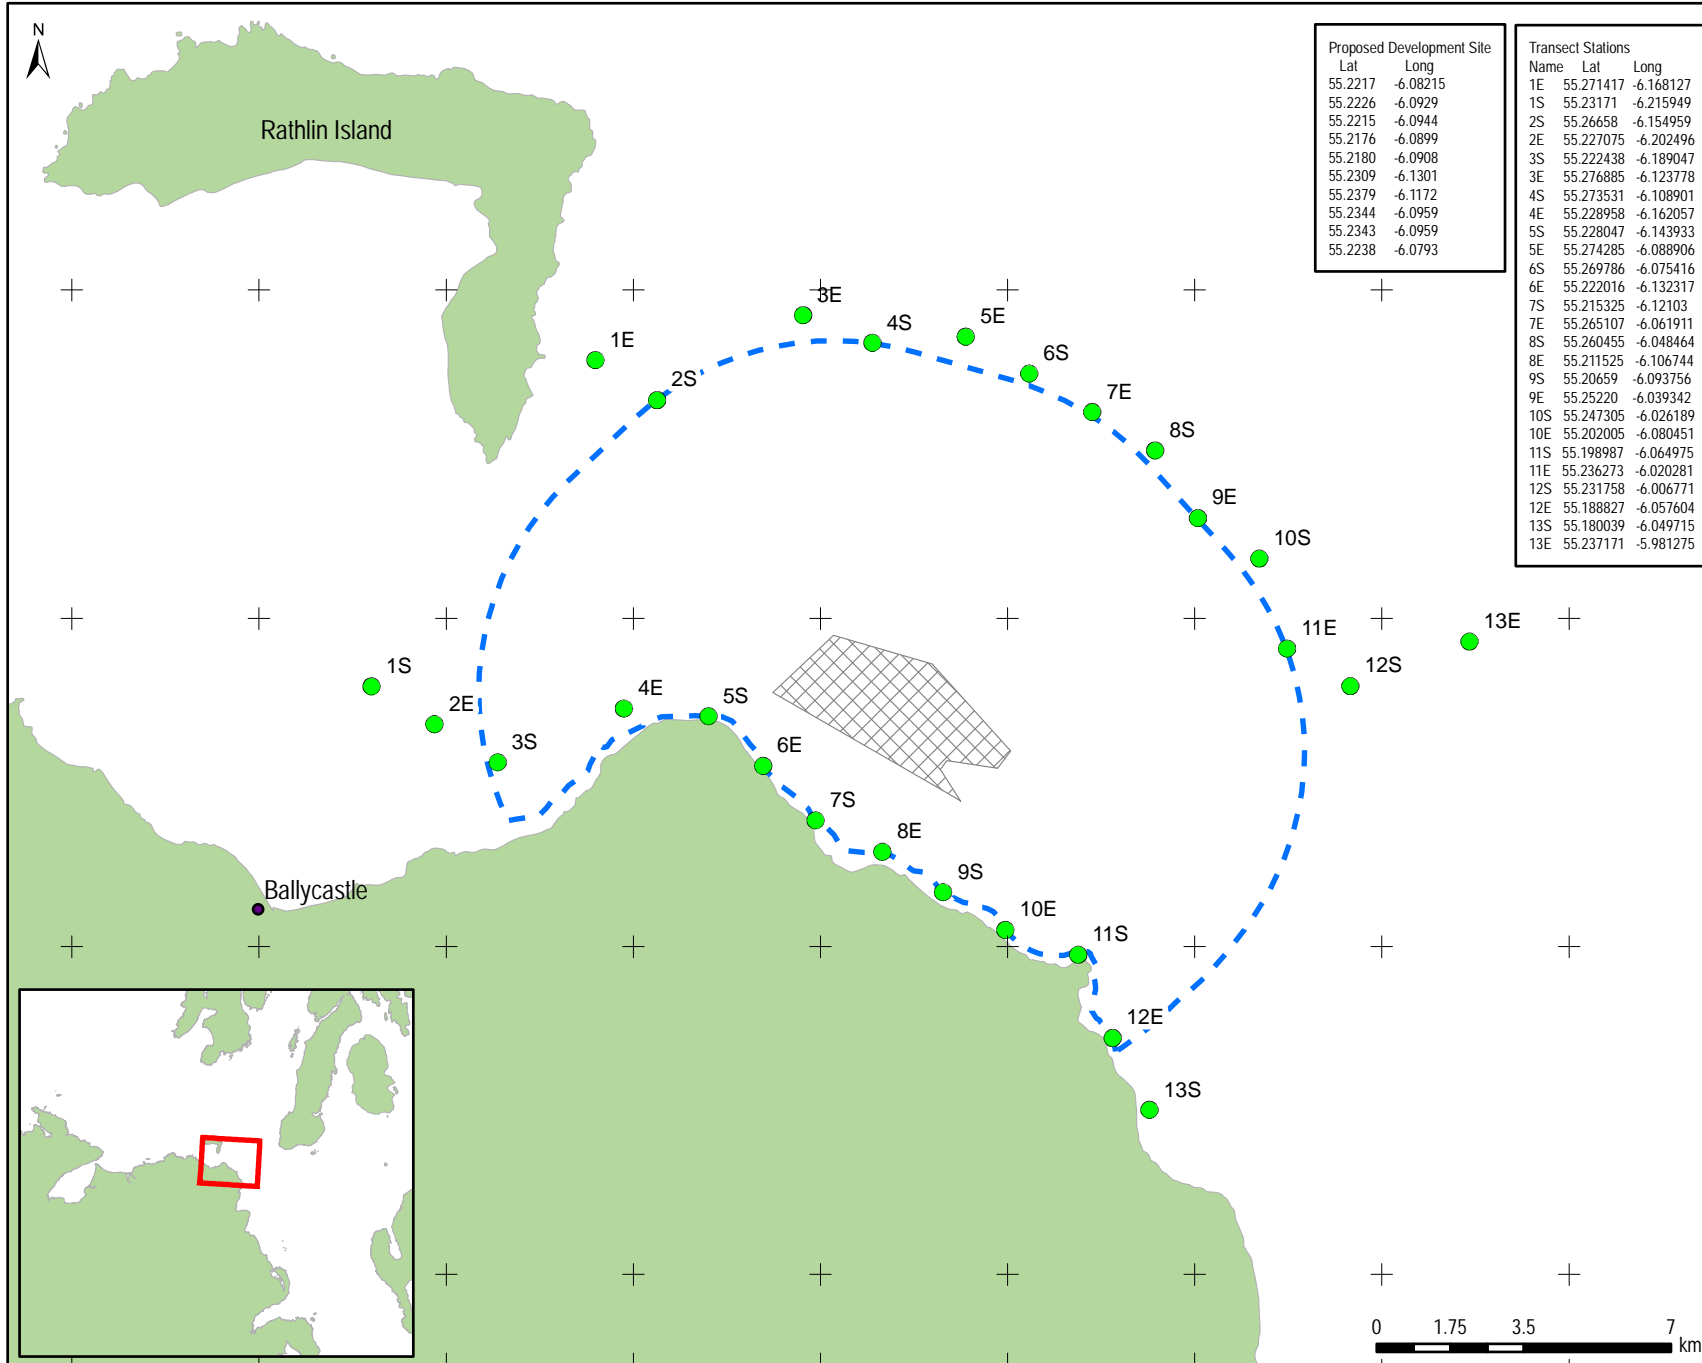 N
Rathlin Island
Proposed Development Site
Lat Long
55.2217 -6.08215
55.2226 -6.0929
55.2215 -6.0944
55.2176 -6.0899
55.2180 -6.0908
55.2309 -6.1301
55.2379 -6.1172
55.2344 -6.0959
55.2343 -6.0959
55.2238 -6.0793
Transect Stations
Name Lat Long
1E 55.271417 -6.168127
1S 55.23171 -6.215949
2S 55.26658 -6.154959
2E 55.227075 -6.202496
3S 55.222438 -6.189047
3E 55.276885 -6.123778
4S 55.273531 -6.108901
4E 55.228958 -6.162057
5S 55.228047 -6.143933
5E 55.274285 -6.088906
6S 55.269786 -6.075416
6E 55.222016 -6.132317
7S 55.215325 -6.12103
7E 55.265107 -6.061911
8S 55.260455 -6.048464
8E 55.211525 -6.106744
9S 55.20659 -6.093756
9E 55.25220 -6.039342
10S 55.247305 -6.026189
10E 55.202005 -6.080451
11S 55.198987 -6.064975
11E 55.236273 -6.020281
12S 55.231758 -6.006771
12E 55.188827 -6.057604
13S 55.180039 -6.049715
13E 55.237171 -5.981275
3E
4S
5E
1E
6S
2S
7E
8S
9E
10S
11E
13E
12S
1S
2E
4E
5S
3S
6E
7S
8E
9S
Ballycastle
10E
11S
12E
13S
0 1.75 3.5 7
km